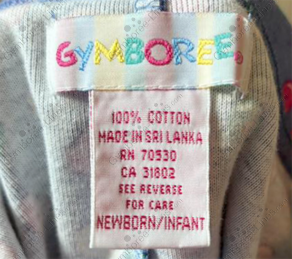 GYMBOREE
100% COTTON
MADE IN SRI LANKA
RN 70530
CA 31802
SEE REVERSE
FOR CARE
NEWBORN/INFANT